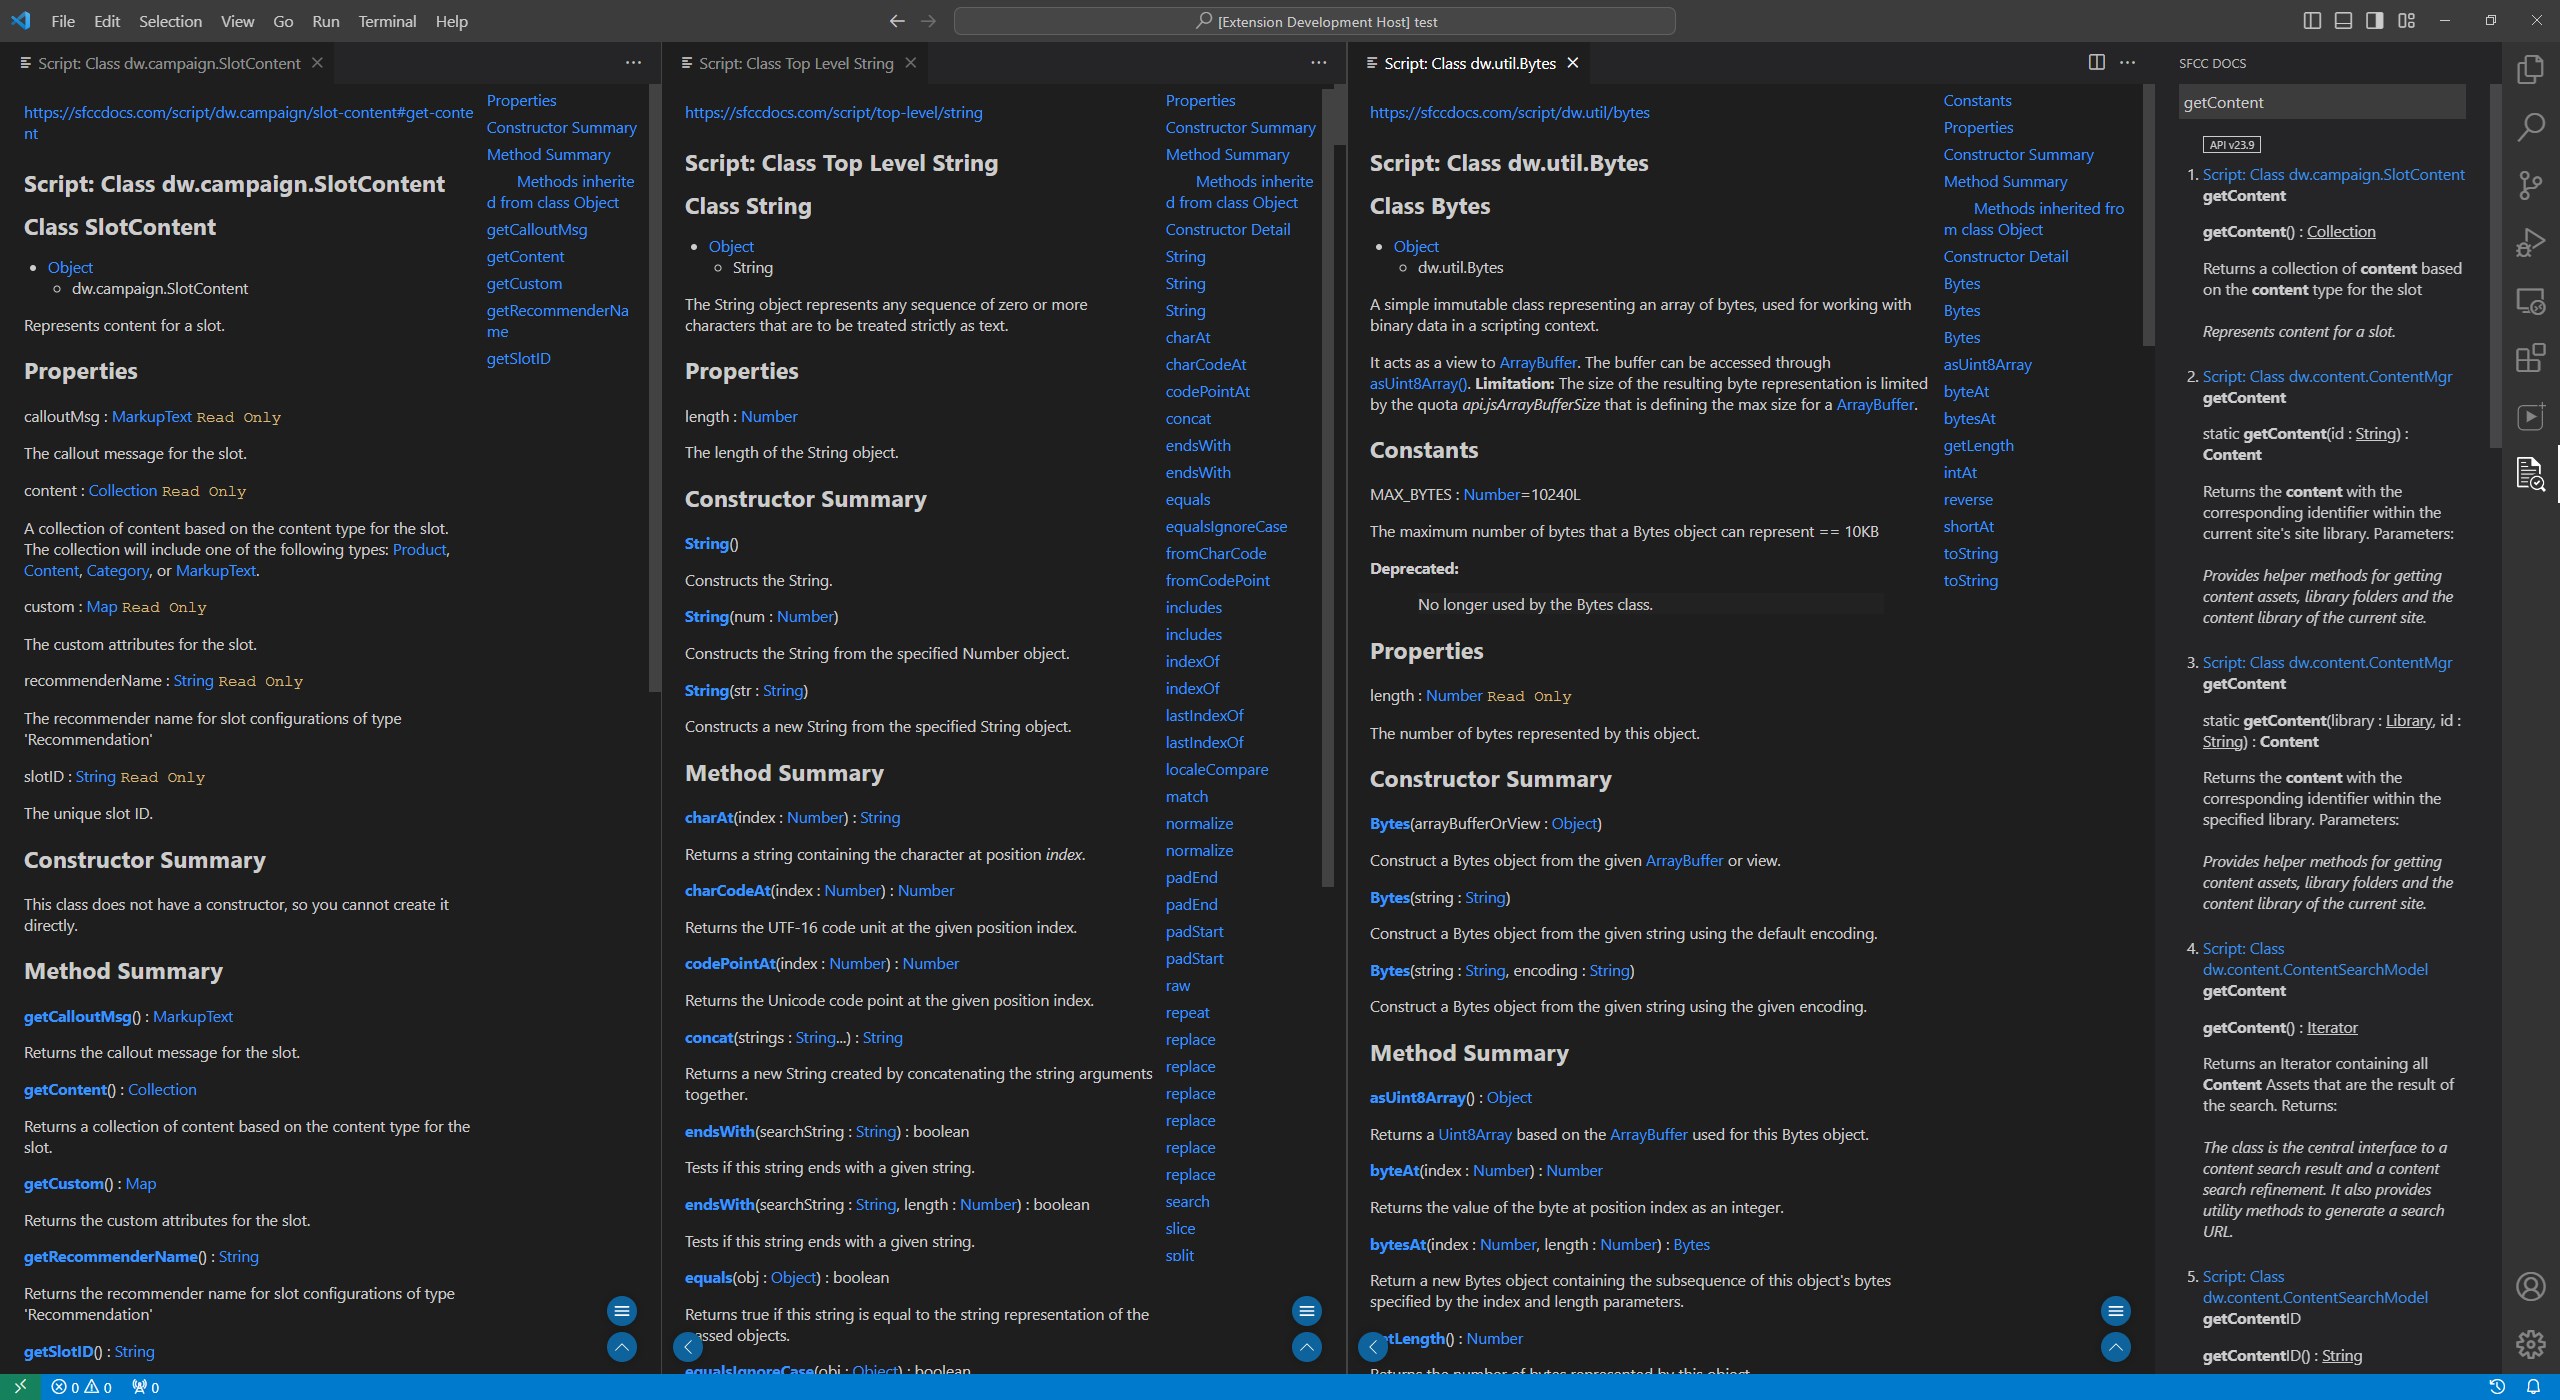 File Edit Selection View Go Run Terminal Help
[Extension Development Host] test
Script: Class dw.campaign.SlotContent
https://sfccdocs.com/script/dw.campaign/slot-content#get-conte
nt
Script: Class dw.campaign.SlotContent
Class SlotContent
Object
dw.campaign.SlotContent
Represents content for a slot.
Properties
calloutMsg : MarkupText Read Only
The callout message for the slot.
content : Collection Read Only
A collection of content based on the content type for the slot.
The collection will include one of the following types: Product,
Content, Category, or MarkupText.
custom : Map Read Only
The custom attributes for the slot.
recommenderName : String Read Only
The recommender name for slot configurations of type
'Recommendation'
slotID : String Read Only
The unique slot ID.
Constructor Summary
This class does not have a constructor, so you cannot create it
directly.
Method Summary
getCalloutMsg() : MarkupText
Returns the callout message for the slot.
getContent() : Collection
Returns a collection of content based on the content type for the
slot.
getCustom() : Map
Returns the custom attributes for the slot.
getRecommenderName() : String
Returns the recommender name for slot configurations of type
'Recommendation'
getSlotID() : String
Properties
Constructor Summary
Method Summary
Methods inherite
d from class Object
getCalloutMsg
getContent
getCustom
getRecommenderNa
me
getSlotID
Script: Class Top Level String
https://sfccdocs.com/script/top-level/string
Script: Class Top Level String
Class String
Object
String
The String object represents any sequence of zero or more
characters that are to be treated strictly as text.
Properties
length : Number
The length of the String object.
Constructor Summary
String()
Constructs the String.
String(num : Number)
Constructs the String from the specified Number object.
String(str : String)
Constructs a new String from the specified String object.
Method Summary
charAt(index : Number) : String
Returns a string containing the character at position index.
charCodeAt(index : Number) : Number
Returns the UTF-16 code unit at the given position index.
codePointAt(index : Number) : Number
Returns the Unicode code point at the given position index.
concat(strings : String...) : String
Returns a new String created by concatenating the string arguments
together.
endsWith(searchString : String) : boolean
Tests if this string ends with a given string.
endsWith(searchString : String, length : Number) : boolean
Tests if this string ends with a given string.
equals(obj : Object) : boolean
Returns true if this string is equal to the string representation of the
assed objects.
equalsIgnoreCase(obj : Object) : boolean
Properties
Constructor Summary
Method Summary
Methods inherite
d from class Object
Constructor Detail
String
String
String
charAt
charCodeAt
codePointAt
concat
endsWith
endsWith
equals
equalsIgnoreCase
fromCharCode
fromCodePoint
includes
includes
indexOf
indexOf
lastIndexOf
lastIndexOf
localeCompare
match
normalize
normalize
padEnd
padEnd
padStart
padStart
raw
repeat
replace
replace
replace
replace
replace
replace
search
slice
split
Script: Class dw.util.Bytes
https://sfccdocs.com/script/dw.util/bytes
Script: Class dw.util.Bytes
Class Bytes
Object
dw.util.Bytes
A simple immutable class representing an array of bytes, used for working with
binary data in a scripting context.
It acts as a view to ArrayBuffer. The buffer can be accessed through
asUint8Array(). Limitation: The size of the resulting byte representation is limited
by the quota api.jsArrayBufferSize that is defining the max size for a ArrayBuffer.
Constants
MAX_BYTES : Number=10240L
The maximum number of bytes that a Bytes object can represent == 10KB
Deprecated:
No longer used by the Bytes class.
Properties
length : Number Read Only
The number of bytes represented by this object.
Constructor Summary
Bytes(arrayBufferOrView : Object)
Construct a Bytes object from the given ArrayBuffer or view.
Bytes(string : String)
Construct a Bytes object from the given string using the default encoding.
Bytes(string : String, encoding : String)
Construct a Bytes object from the given string using the given encoding.
Method Summary
asUint8Array() : Object
Returns a Uint8Array based on the ArrayBuffer used for this Bytes object.
byteAt(index : Number) : Number
Returns the value of the byte at position index as an integer.
bytesAt(index : Number, length : Number) : Bytes
Return a new Bytes object containing the subsequence of this object's bytes
specified by the index and length parameters.
etLength() : Number
Returns the number of bytes represented by this object.
Constants
Properties
Constructor Summary
Method Summary
Methods inherited fro
m class Object
Constructor Detail
Bytes
Bytes
Bytes
asUint8Array
byteAt
bytesAt
getLength
intAt
reverse
shortAt
toString
toString
SFCC DOCS
getContent
API v23.9
1. Script: Class dw.campaign.SlotContent
getContent
getContent() : Collection
Returns a collection of content based
on the content type for the slot
Represents content for a slot.
2. Script: Class dw.content.ContentMgr
getContent
static getContent(id : String) :
Content
Returns the content with the
corresponding identifier within the
current site's site library. Parameters:
Provides helper methods for getting
content assets, library folders and the
content library of the current site.
3. Script: Class dw.content.ContentMgr
getContent
static getContent(library : Library, id :
String) : Content
Returns the content with the
corresponding identifier within the
specified library. Parameters:
Provides helper methods for getting
content assets, library folders and the
content library of the current site.
4. Script: Class
dw.content.ContentSearchModel
getContent
getContent() : Iterator
Returns an Iterator containing all
Content Assets that are the result of
the search. Returns:
The class is the central interface to a
content search result and a content
search refinement. It also provides
utility methods to generate a search
URL.
5. Script: Class
dw.content.ContentSearchModel
getContentID
getContentID() : String
0 0 0